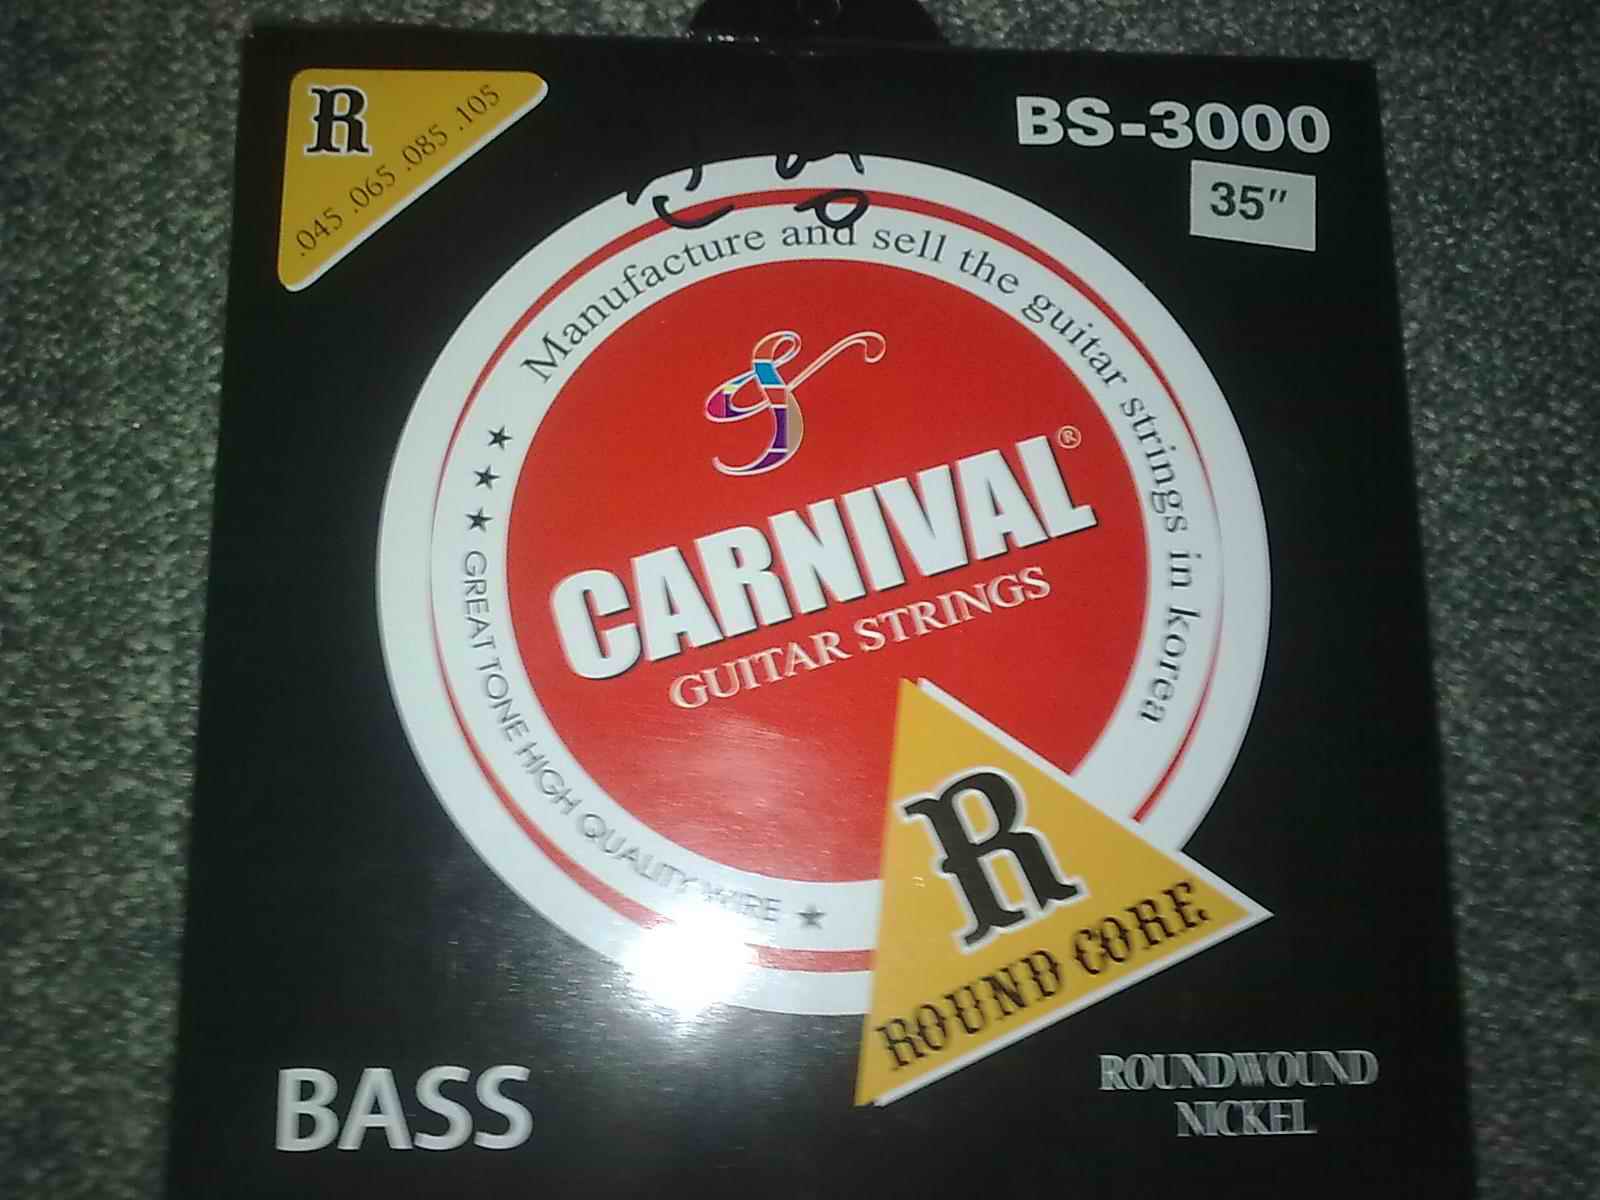 R
.045 .065 .085 .105
BS-3000
35"
Manufacture and sell the guitar strings in korea
CARNIVAL®
GUITAR STRINGS
★★★ GREAT TONE HIGH QUALITY WIRE ★
R
ROUND CORE
BASS
ROUNDWOUND
NICKEL